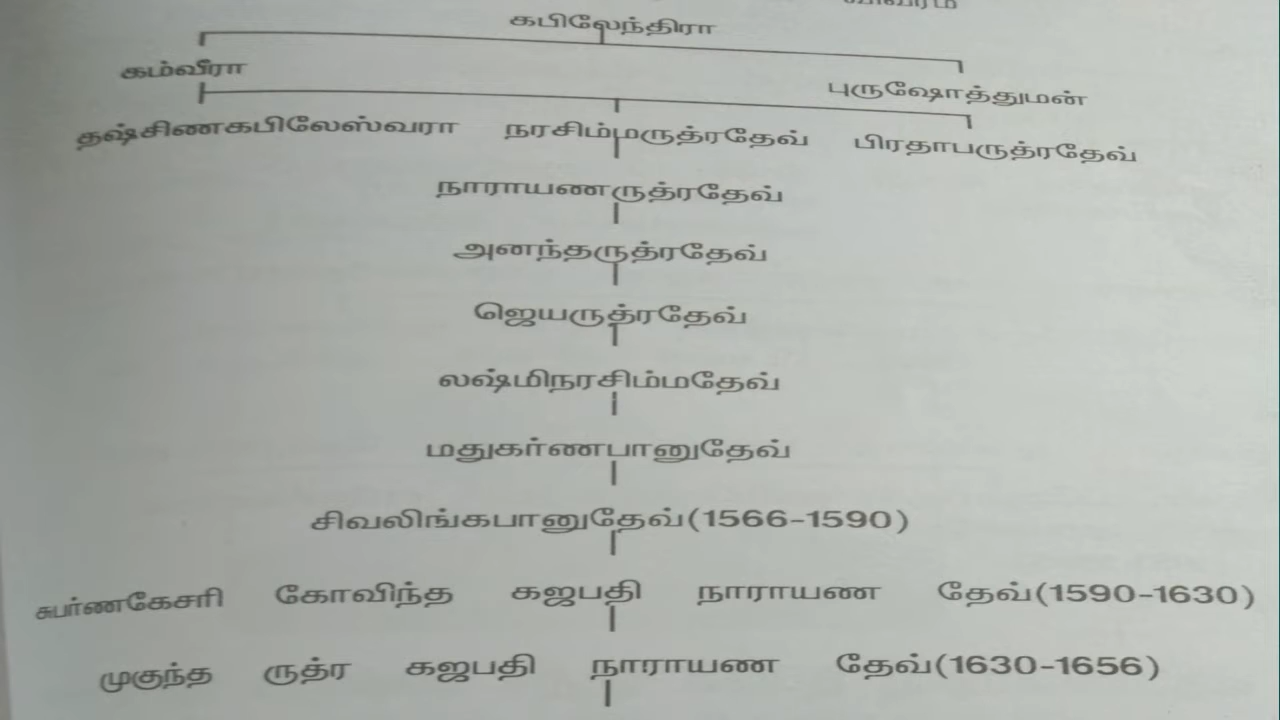 கபிலேந்திரா
கம்வீரா புருஷோத்துமன்
தஷ்சிணகபிலேஸ்வரா நரசிம்மருத்ரதேவ் பிரதாபருத்ரதேவ்
நாராயணருத்ரதேவ்
அனந்தருத்ரதேவ்
ஜெயருத்ரதேவ்
லஷ்மிநரசிம்மதேவ்
மதுகர்ணபானுதேவ்
சிவலிங்கபானுதேவ்(1566-1590)
சுபர்ணகேசரி கோவிந்த கஜபதி நாராயண தேவ்(1590-1630)
முகுந்த ருத்ர கஜபதி நாராயண தேவ்(1630-1656)